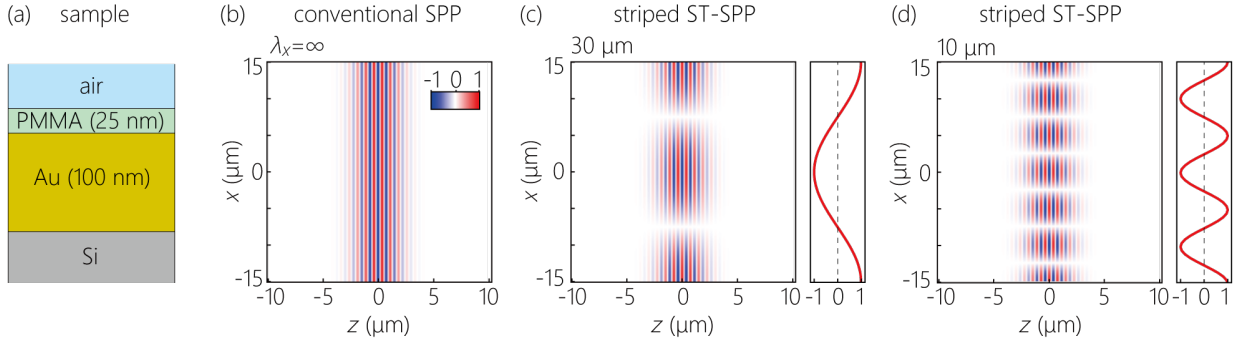 (a) sample
air
PMMA (25 nm)
Au (100 nm)
Si
(b) conventional SPP
λx=∞
-1 0 1
15
0
-15
x (μm)
-10 -5 0 5 10
z (μm)
(c) striped ST-SPP
30 μm
15
0
-15
x (μm)
-10 -5 0 5 10
z (μm)
-1 0 1
(d) striped ST-SPP
10 μm
15
0
-15
x (μm)
-10 -5 0 5 10
z (μm)
-1 0 1